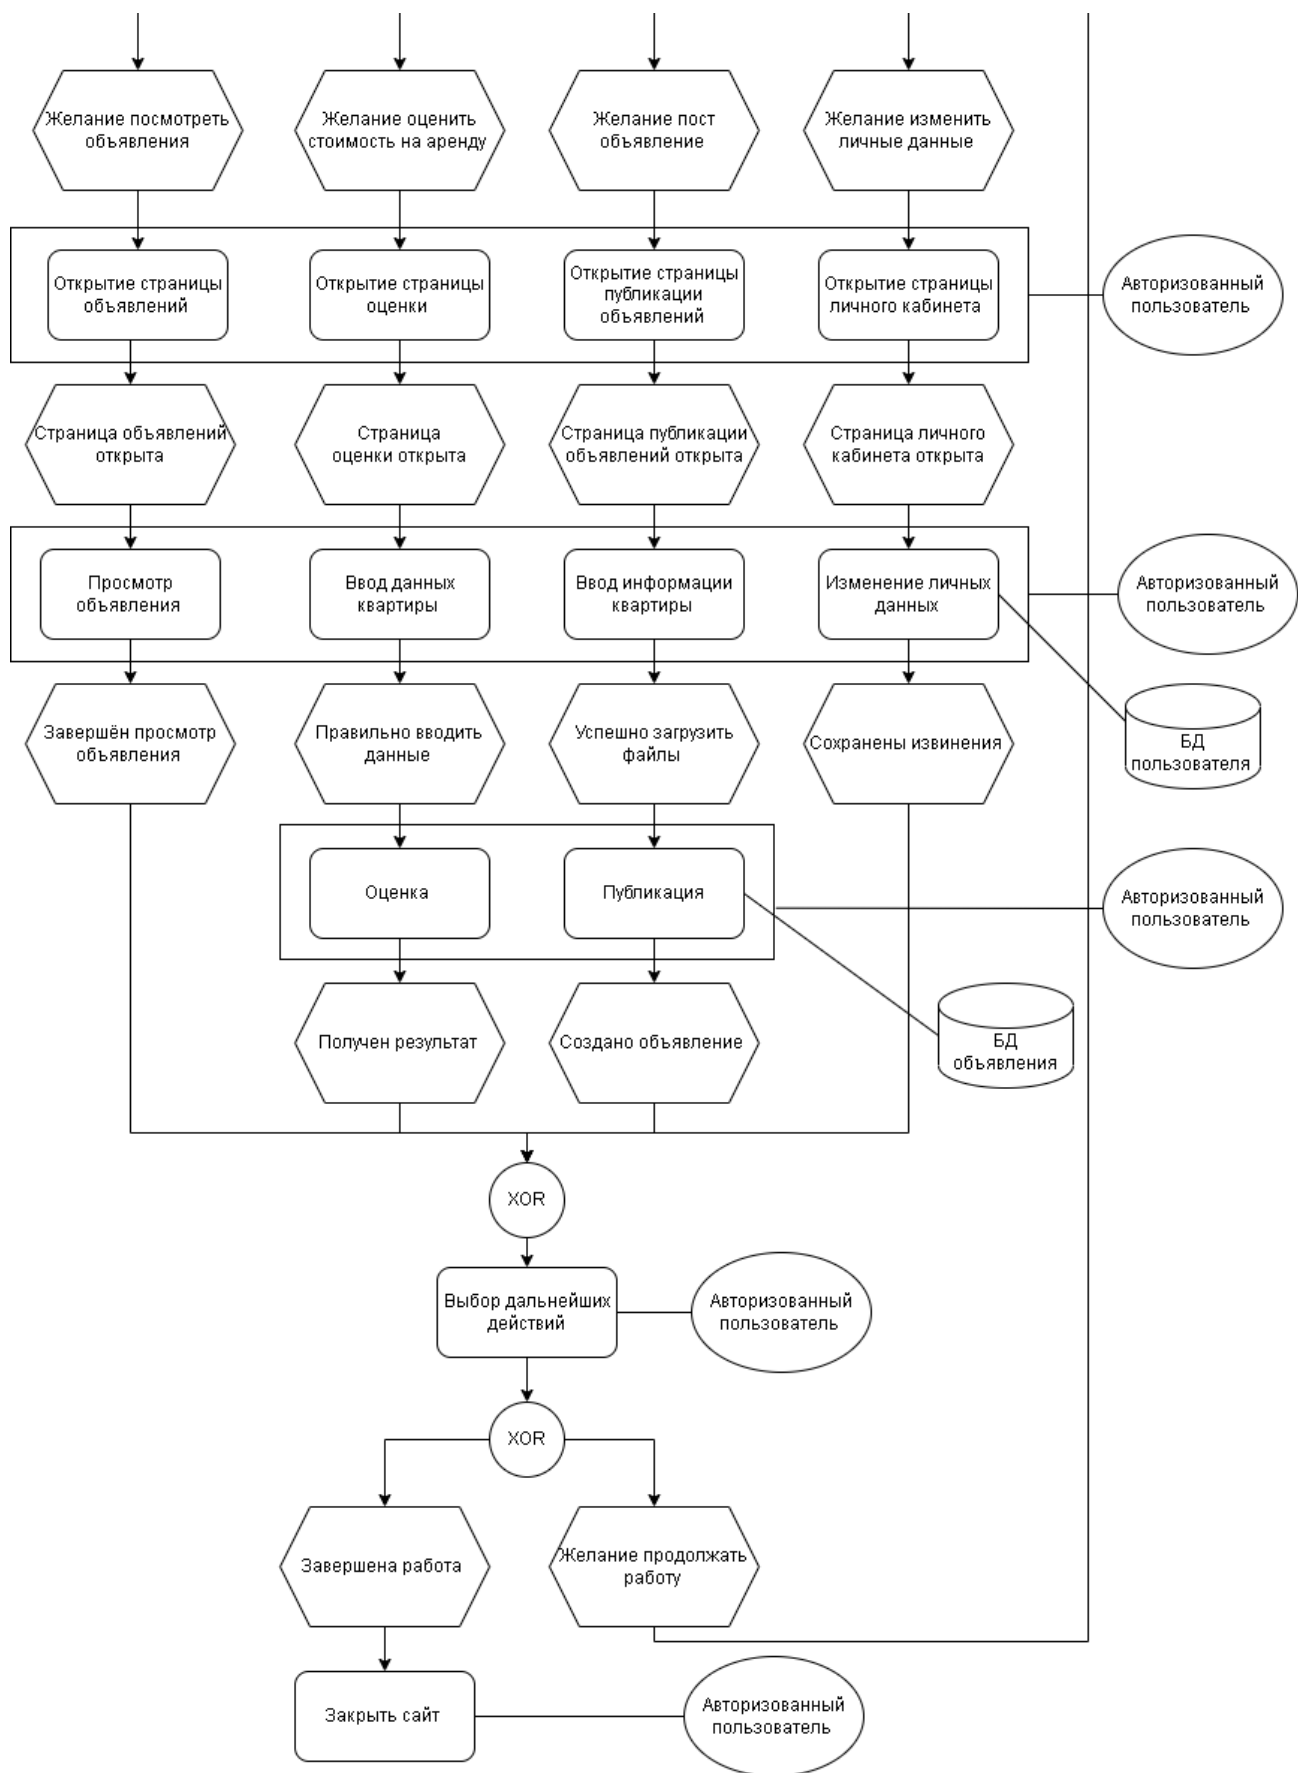 Желание посмотреть
объявления
Желание оценить
стоимость на аренду
Желание пост
объявление
Желание изменить
личные данные
Открытие страницы
объявлений
Открытие страницы
оценки
Открытие страницы
публикации
объявлений
Открытие страницы
личного кабинета
Авторизованный
пользователь
Страница объявлений
открыта
Страница
оценки открыта
Страница публикации
объявлений открыта
Страница личного
кабинета открыта
Просмотр
объявления
Ввод данных
квартиры
Ввод информации
квартиры
Изменение личных
данных
Авторизованный
пользователь
Завершён просмотр
объявления
Правильно вводить
данные
Успешно загрузить
файлы
Сохранены извинения
БД
пользователя
Оценка
Публикация
Авторизованный
пользователь
Получен результат
Создано объявление
БД
объявления
XOR
Выбор дальнейших
действий
Авторизованный
пользователь
XOR
Завершена работа
Желание продолжать
работу
Закрыть сайт
Авторизованный
пользователь